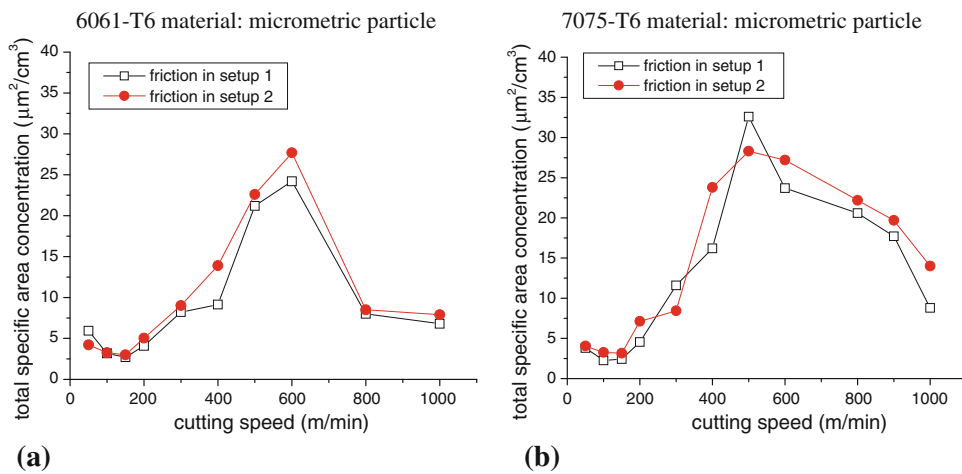 6061-T6 material: micrometric particle
total specific area concentration (μm²/cm³)
40
35
30
25
20
15
10
5
0
friction in setup 1
friction in setup 2
0 200 400 600 800 1000
cutting speed (m/min)
(a)
7075-T6 material: micrometric particle
total specific area concentration (μm²/cm³)
40
35
30
25
20
15
10
5
0
friction in setup 1
friction in setup 2
0 200 400 600 800 1000
cutting speed (m/min)
(b)